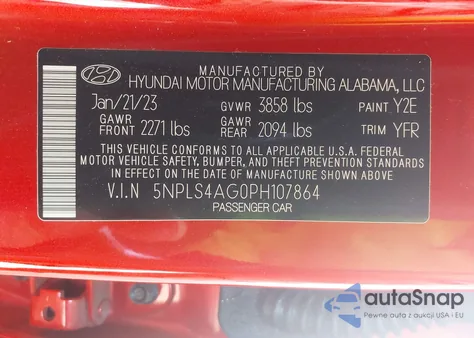 MANUFACTURED BY
HYUNDAI MOTOR MANUFACTURING ALABAMA, LLC
Jan/21/23 GVWR 3858 lbs PAINT Y2E
GAWR FRONT 2271 lbs GAWR REAR 2094 lbs TRIM YFR
THIS VEHICLE CONFORMS TO ALL APPLICABLE U.S.A FEDERAL
MOTOR VEHICLE SAFETY, BUMPER, AND THEFT PREVENTION STANDARDS
IN EFFECT ON THE DATE OF MANUFACTURE SHOWN ABOVE.
V.I.N 5NPLS4AG0PH107864
PASSENGER CAR
autoSnap
Pewne auta z aukcji USA i EU